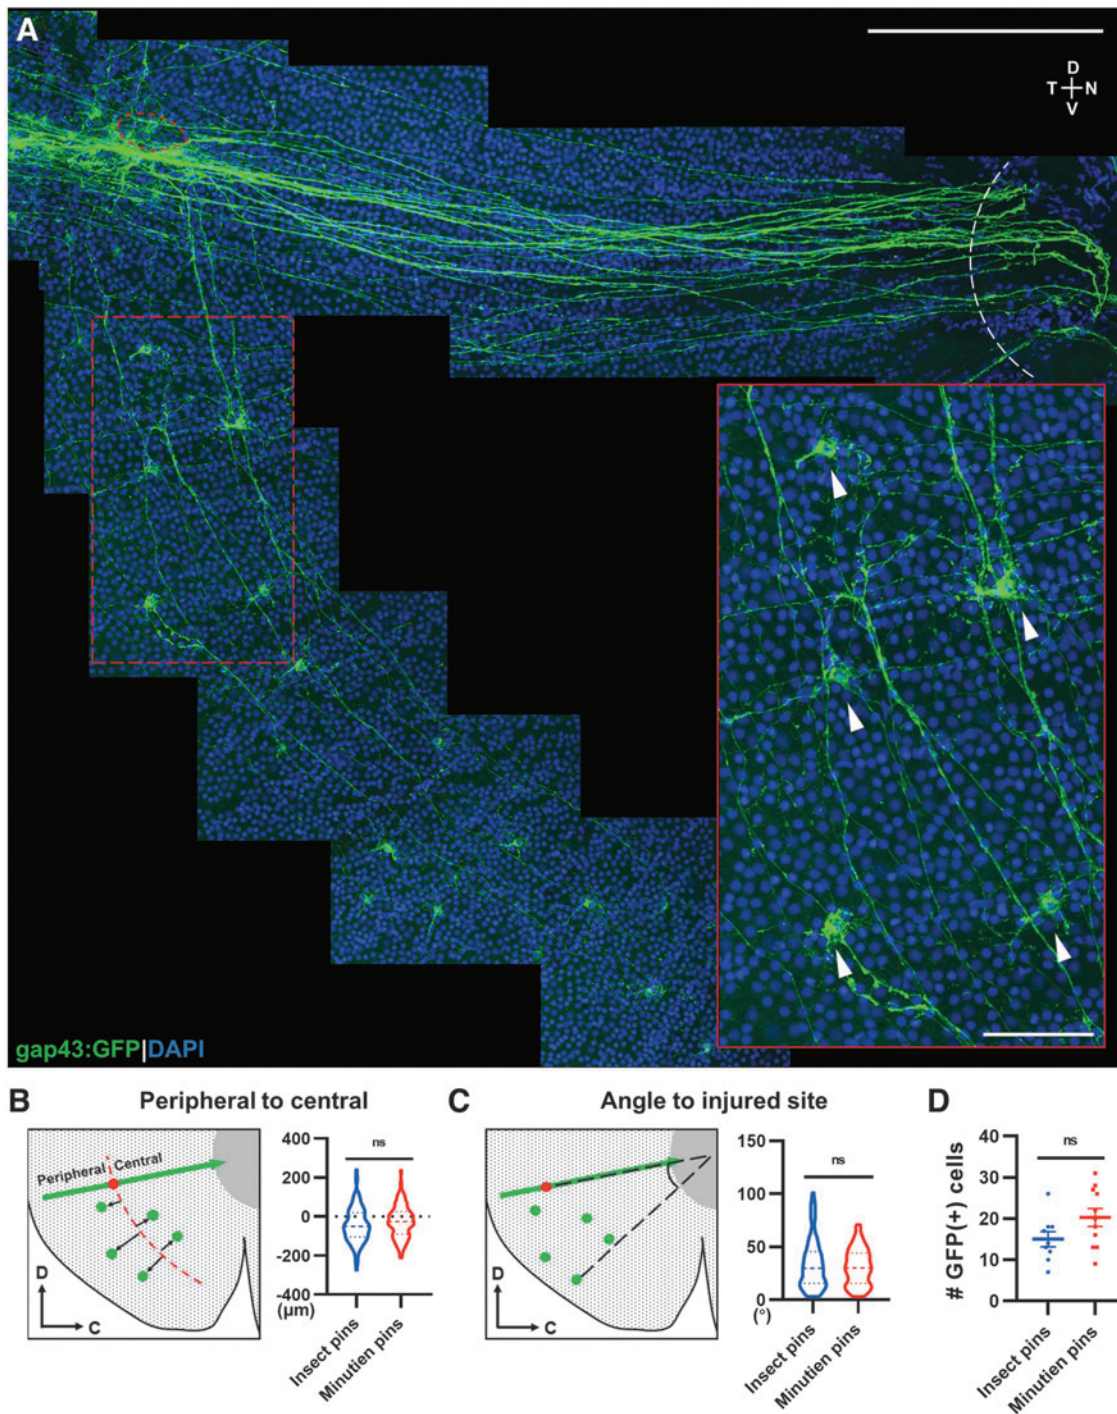 A
D
T N
V
gap43:GFP|DAPI
B Peripheral to central
Peripheral Central
D
C
400
200
0
-200
-400
(μm)
ns
Insect pins
Minutien pins
C Angle to injured site
D
C
150
100
50
0
(°)
ns
Insect pins
Minutien pins
D
# GFP(+) cells
40
30
20
10
0
ns
Insect pins
Minutien pins